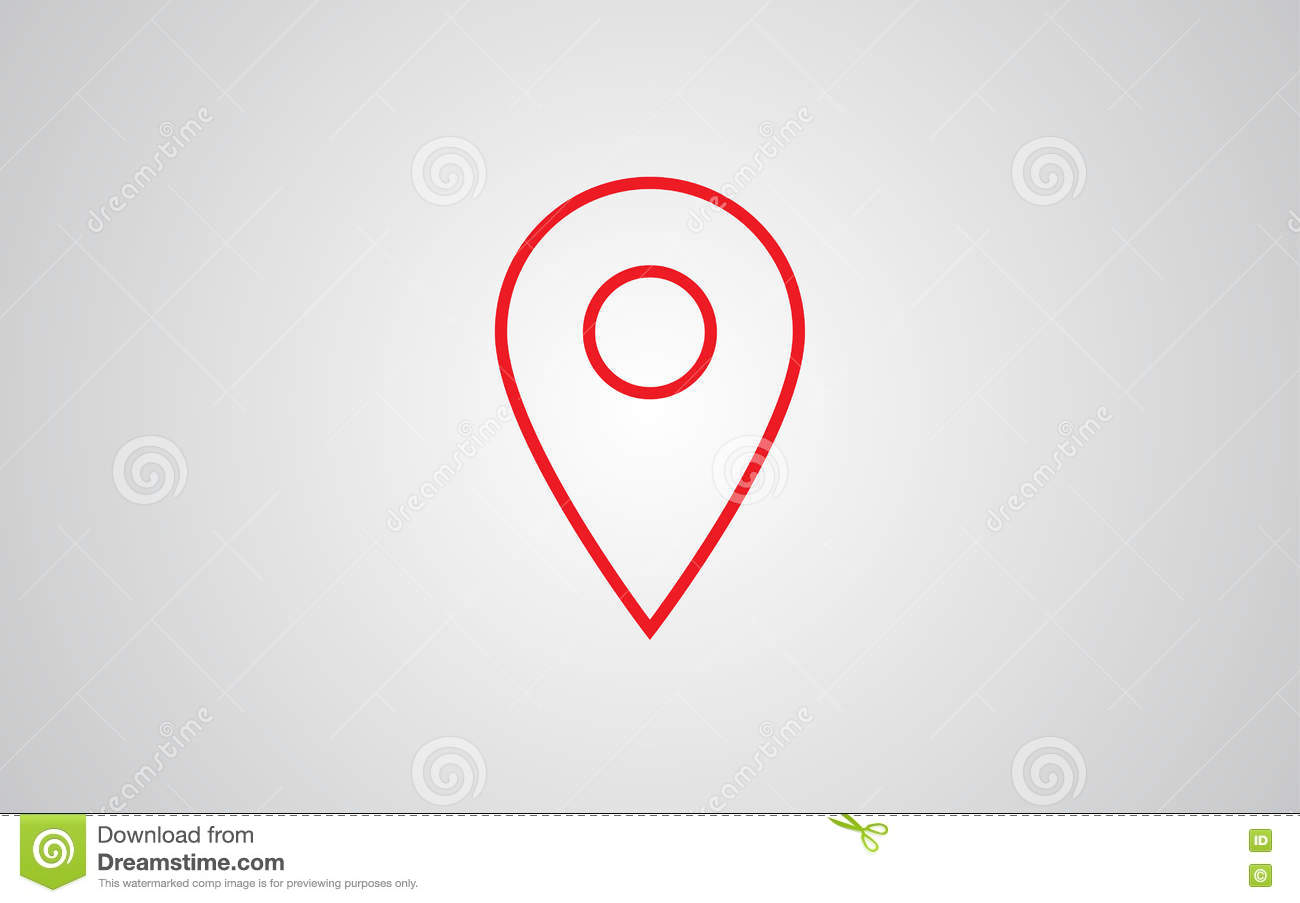 dreamstime
dreamstime
dreamstime
dreamstime
dreamstime
dreamstime
Download from
Dreamstime.com
This watermarked comp image is for previewing purposes only.
ID
©